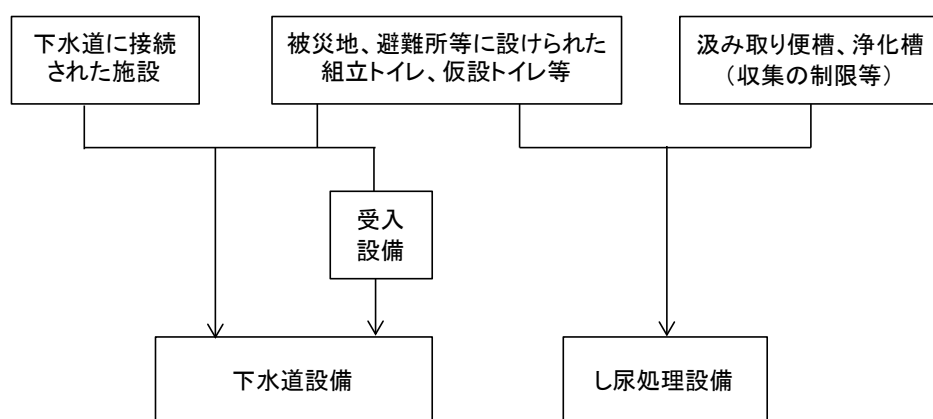 下水道に接続
された施設
被災地、避難所等に設けられた
組立トイレ、仮設トイレ等
汲み取り便槽、浄化槽
（収集の制限等）
受入
設備
下水道設備
し尿処理設備